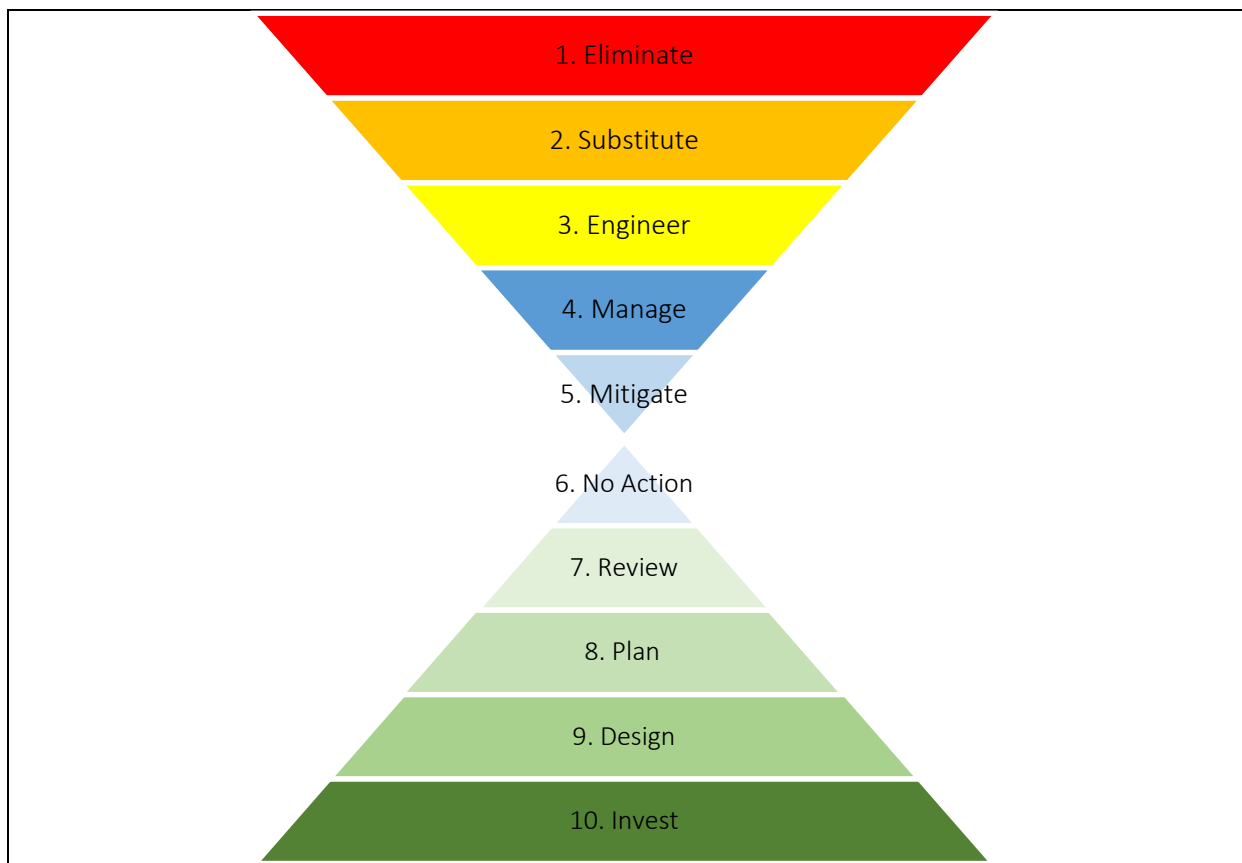 1. Eliminate
2. Substitute
3. Engineer
4. Manage
5. Mitigate
6. No Action
7. Review
8. Plan
9. Design
10. Invest